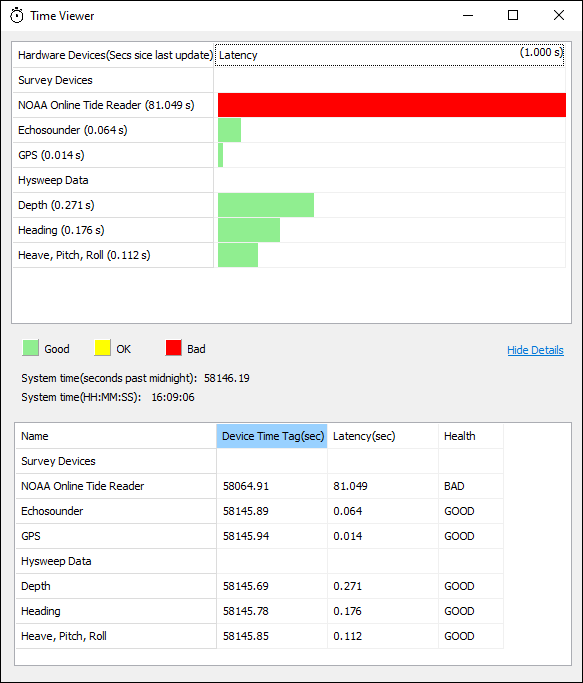 Time Viewer
Hardware Devices(Secs sice last update) Latency (1.000 s)
Survey Devices
NOAA Online Tide Reader (81.049 s)
Echosounder (0.064 s)
GPS (0.014 s)
Hysweep Data
Depth (0.271 s)
Heading (0.176 s)
Heave, Pitch, Roll (0.112 s)
Good OK Bad Hide Details
System time(seconds past midnight): 58146.19
System time(HH:MM:SS): 16:09:06
Name Device Time Tag(sec) Latency(sec) Health
Survey Devices
NOAA Online Tide Reader 58064.91 81.049 BAD
Echosounder 58145.89 0.064 GOOD
GPS 58145.94 0.014 GOOD
Hysweep Data
Depth 58145.69 0.271 GOOD
Heading 58145.78 0.176 GOOD
Heave, Pitch, Roll 58145.85 0.112 GOOD